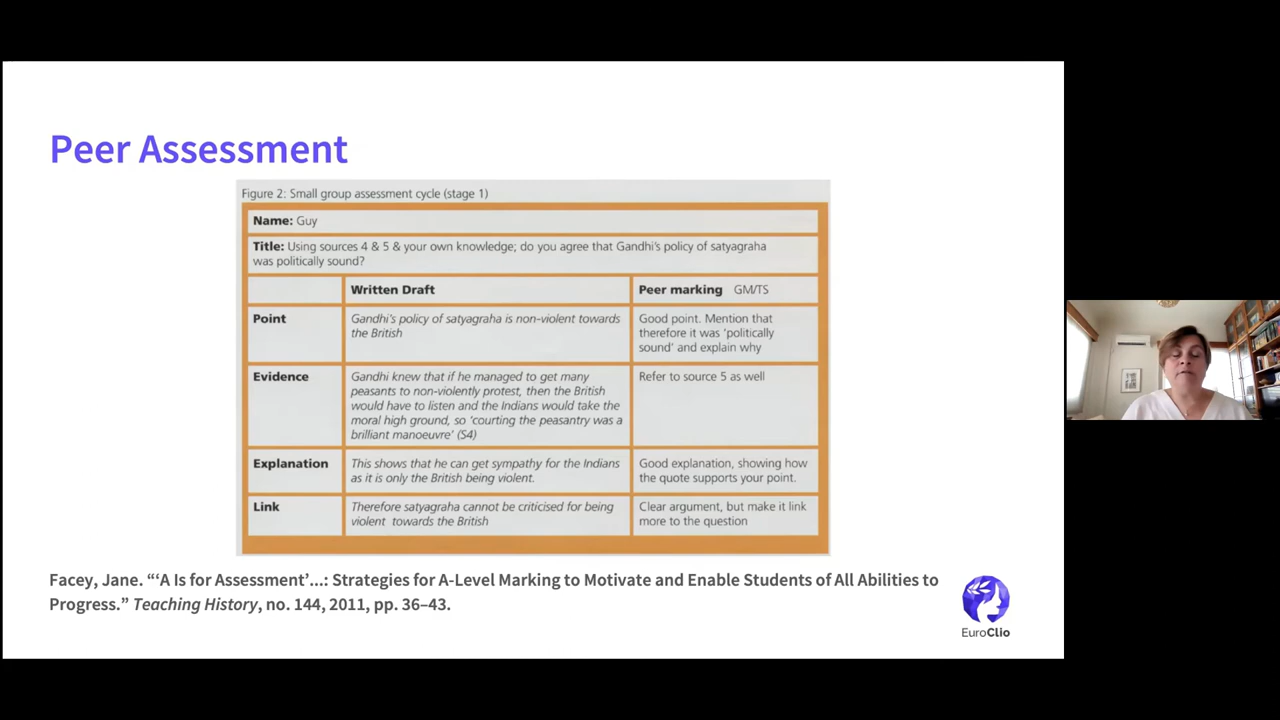 Peer Assessment
Figure 2: Small group assessment cycle (stage 1)
Name: Guy
Title: Using sources 4 & 5 & your own knowledge; do you agree that Gandhi's policy of satyagraha
was politically sound?
Written Draft
Peer marking GM/TS
Point
Gandhi's policy of satyagraha is non-violent towards
the British
Good point. Mention that
therefore it was 'politically
sound' and explain why
Evidence
Gandhi knew that if he managed to get many
peasants to non-violently protest, then the British
would have to listen and the Indians would take the
moral high ground, so 'courting the peasantry was a
brilliant manoeuvre' (S4)
Refer to source 5 as well
Explanation
This shows that he can get sympathy for the Indians
as it is only the British being violent.
Good explanation, showing how
the quote supports your point.
Link
Therefore satyagraha cannot be criticised for being
violent towards the British
Clear argument, but make it link
more to the question
Facey, Jane. “‘A Is for Assessment’...: Strategies for A-Level Marking to Motivate and Enable Students of All Abilities to
Progress.” Teaching History, no. 144, 2011, pp. 36–43.
EuroClio